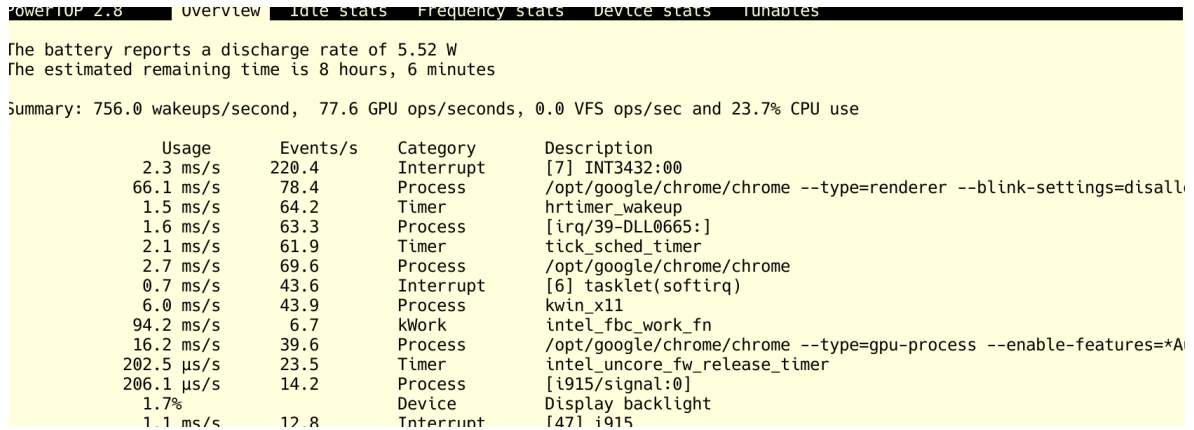 PowerTOP 2.8 Overview Idle stats Frequency stats Device stats Tunables
The battery reports a discharge rate of 5.52 W
The estimated remaining time is 8 hours, 6 minutes
Summary: 756.0 wakeups/second, 77.6 GPU ops/seconds, 0.0 VFS ops/sec and 23.7% CPU use
Usage Events/s Category Description
2.3 ms/s 220.4 Interrupt [7] INT3432:00
66.1 ms/s 78.4 Process /opt/google/chrome/chrome --type=renderer --blink-settings=disall
1.5 ms/s 64.2 Timer hrtimer_wakeup
1.6 ms/s 63.3 Process [irq/39-DLL0665:]
2.1 ms/s 61.9 Timer tick_sched_timer
2.7 ms/s 69.6 Process /opt/google/chrome/chrome
0.7 ms/s 43.6 Interrupt [6] tasklet(softirq)
6.0 ms/s 43.9 Process kwin_x11
94.2 ms/s 6.7 kWork intel_fbc_work_fn
16.2 ms/s 39.6 Process /opt/google/chrome/chrome --type=gpu-process --enable-features=*A
202.5 µs/s 23.5 Timer intel_uncore_fw_release_timer
206.1 µs/s 14.2 Process [i915/signal:0]
1.7% Device Display backlight
1.1 ms/s 12.8 Interrupt [47] i915